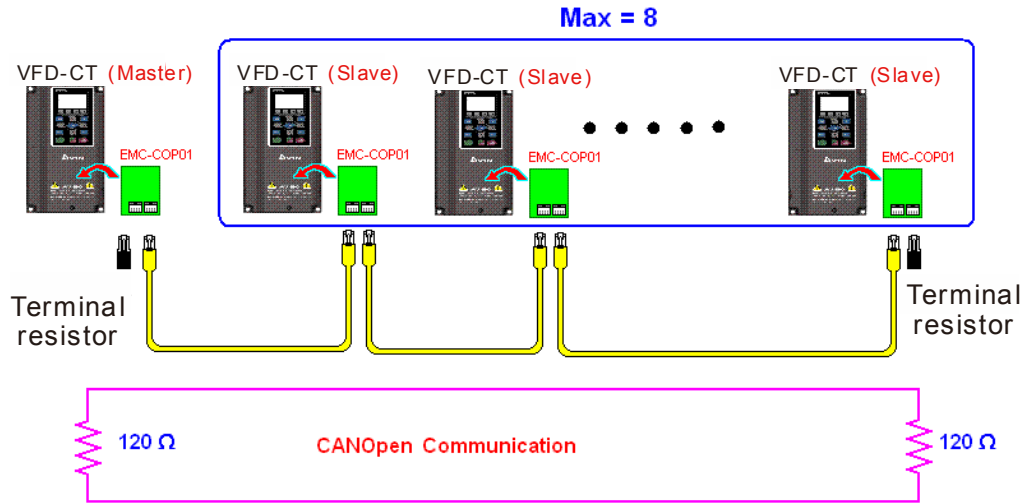 Max = 8
VFD-CT (Master)
VFD-CT (Slave)
VFD-CT (Slave)
VFD-CT (Slave)
EMC-COP01
EMC-COP01
EMC-COP01
EMC-COP01
Terminal
resistor
Terminal
resistor
120 Ω
CANOpen Communication
120 Ω